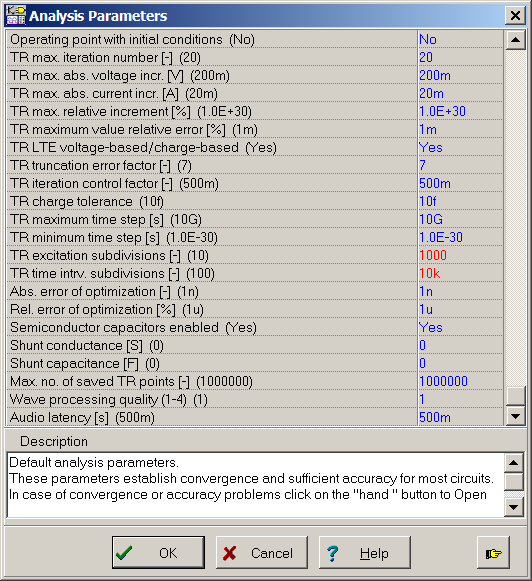 Analysis Parameters
Operating point with initial conditions (No) No
TR max. iteration number [-] (20) 20
TR max. abs. voltage incr. [V] (200m) 200m
TR max. abs. current incr. [A] (20m) 20m
TR max. relative increment [%] (1.0E+30) 1.0E+30
TR maximum value relative error [%] (1m) 1m
TR LTE voltage-based/charge-based (Yes) Yes
TR truncation error factor [-] (7) 7
TR iteration control factor [-] (500m) 500m
TR charge tolerance (10f) 10f
TR maximum time step [s] (10G) 10G
TR minimum time step [s] (1.0E-30) 1.0E-30
TR excitation subdivisions [-] (10) 1000
TR time intrv. subdivisions [-] (100) 10k
Abs. error of optimization [-] (1n) 1n
Rel. error of optimization [%] (1u) 1u
Semiconductor capacitors enabled (Yes) Yes
Shunt conductance [S] (0) 0
Shunt capacitance [F] (0) 0
Max. no. of saved TR points [-] (1000000) 1000000
Wave processing quality (1-4) (1) 1
Audio latency [s] (500m) 500m
Description
Default analysis parameters.
These parameters establish convergence and sufficient accuracy for most circuits.
In case of convergence or accuracy problems click on the "hand " button to Open
OK Cancel ? Help